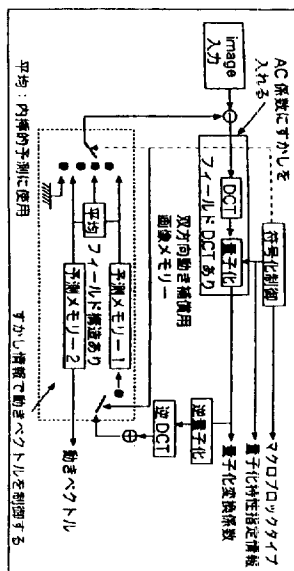 AC係数にすかしを
入れる
image
入力
DCT
量子化
フィールドDCTあり
符号化制御
マクロブロックタイプ
量子化特性指定情報
量子化変換係数
逆量子化
逆DCT
双方向動き補償用
画像メモリー
予測メモリー1
フィールド構造あり
平均
予測メモリー2
動きベクトル
平均:内挿的予測に使用
すかし情報で動きベクトルを制御する